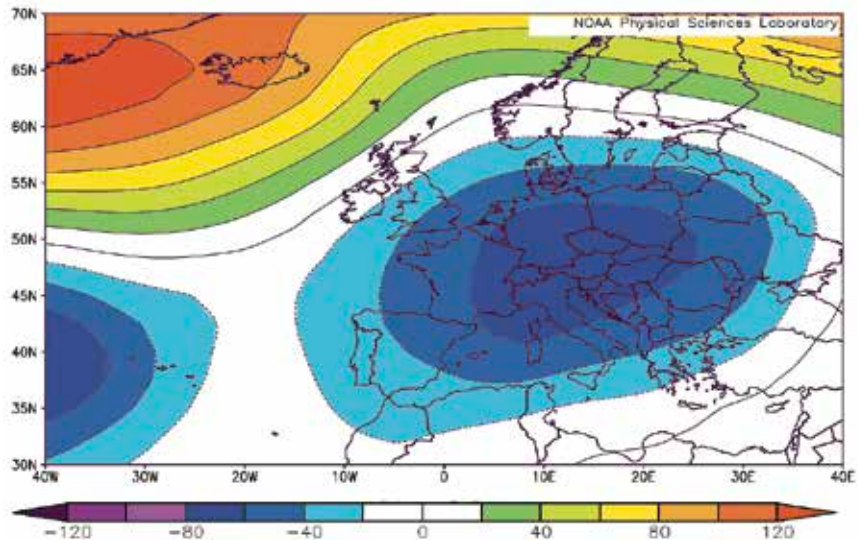 NOAA Physical Sciences Laboratory
70N
65N
60N
55N
50N
45N
40N
35N
30N
40W 30W 20W 10W 0 10E 20E 30E 40E
−120 −80 −40 0 40 80 120